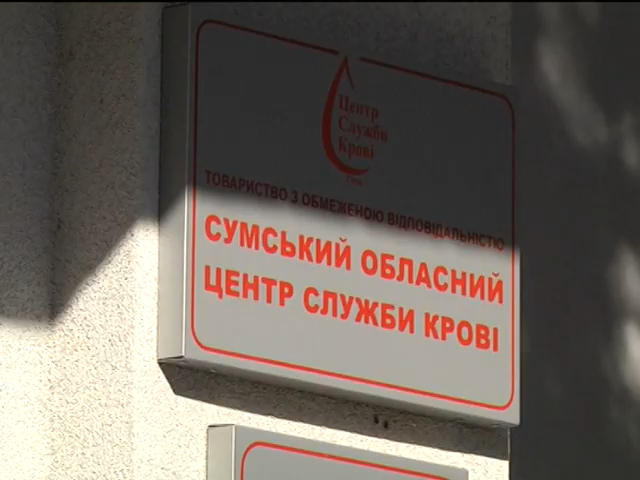 Центр
Служби
Крові
ТОВАРИСТВО З ОБМЕЖЕНОЮ ВІДПОВІДАЛЬНІСТЮ
СУМСЬКИЙ ОБЛАСНИЙ
ЦЕНТР СЛУЖБИ КРОВІ